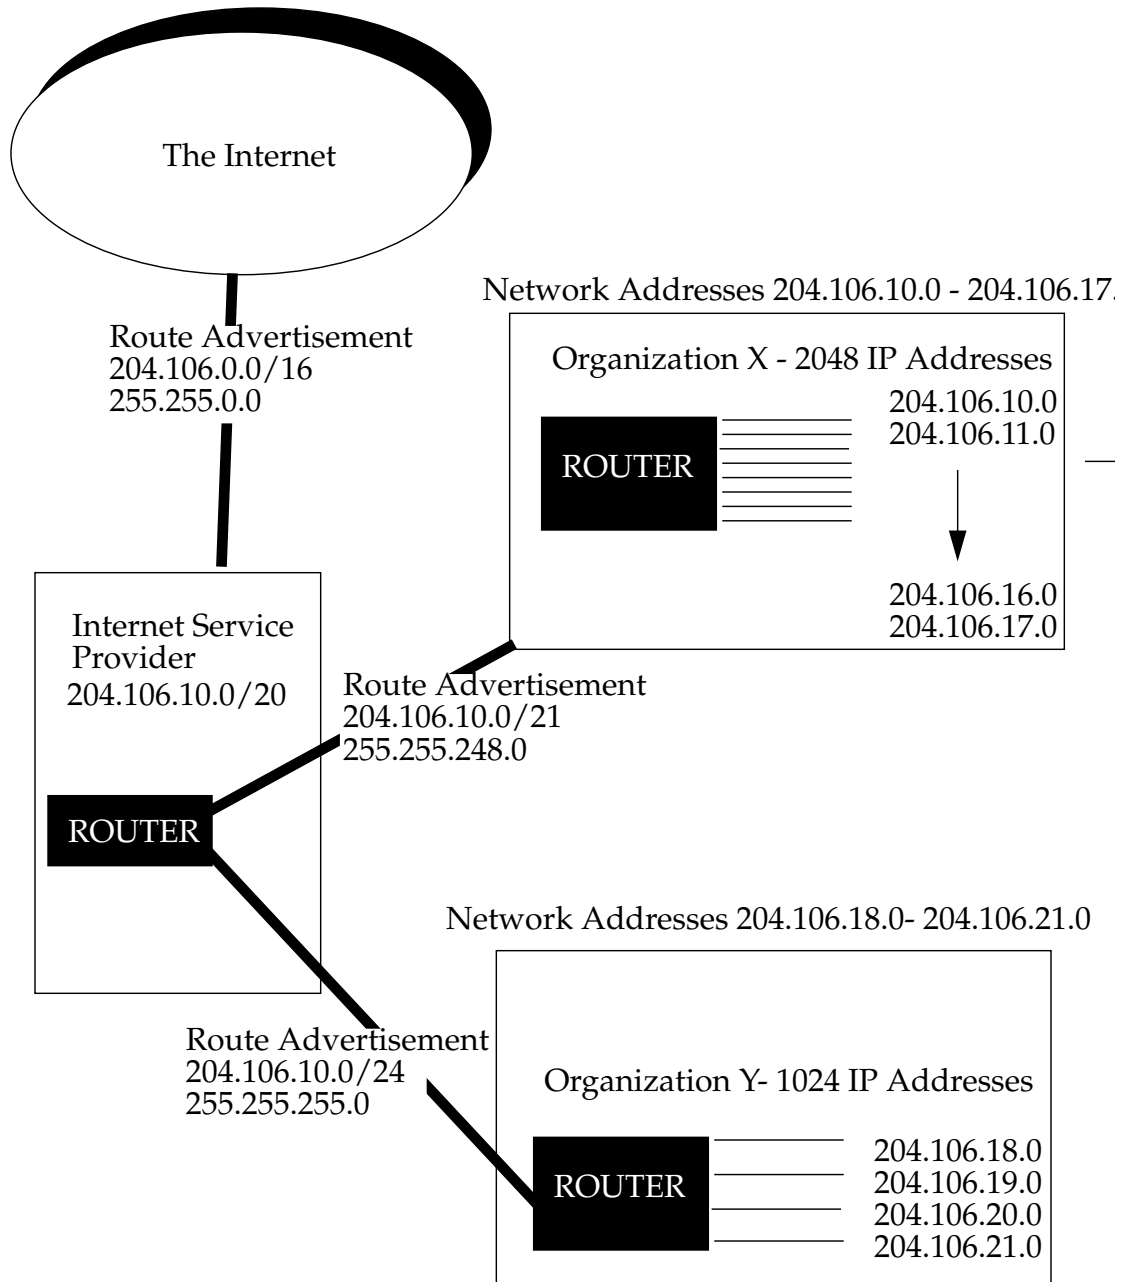 The Internet
Route Advertisement
204.106.0.0/16
255.255.0.0
Network Addresses 204.106.10.0 - 204.106.17.
Organization X - 2048 IP Addresses
204.106.10.0
204.106.11.0
ROUTER
204.106.16.0
204.106.17.0
Internet Service
Provider
204.106.10.0/20
ROUTER
Route Advertisement
204.106.10.0/21
255.255.248.0
Network Addresses 204.106.18.0- 204.106.21.0
Route Advertisement
204.106.10.0/24
255.255.255.0
Organization Y- 1024 IP Addresses
ROUTER
204.106.18.0
204.106.19.0
204.106.20.0
204.106.21.0